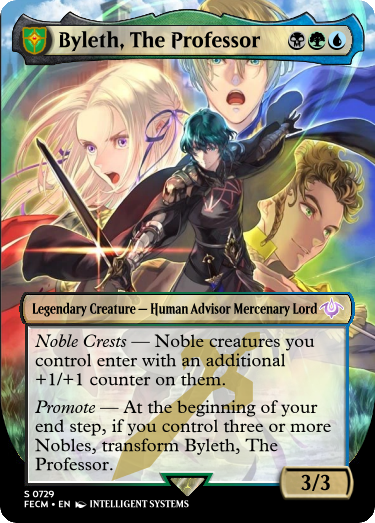 Byleth, The Professor
Legendary Creature — Human Advisor Mercenary Lord
Noble Crests — Noble creatures you
control enter with an additional
+1/+1 counter on them.
Promote — At the beginning of your
end step, if you control three or more
Nobles, transform Byleth, The
Professor.
3/3
S 0729
FECM • EN INTELLIGENT SYSTEMS